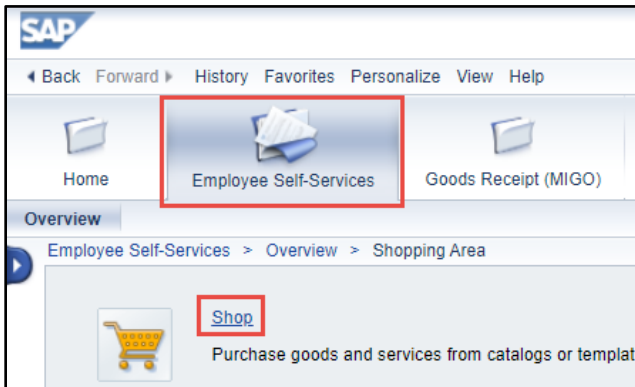 SAP
Back Forward History Favorites Personalize View Help
Home Employee Self-Services Goods Receipt (MIGO)
Overview
Employee Self-Services > Overview > Shopping Area
Shop
Purchase goods and services from catalogs or templat